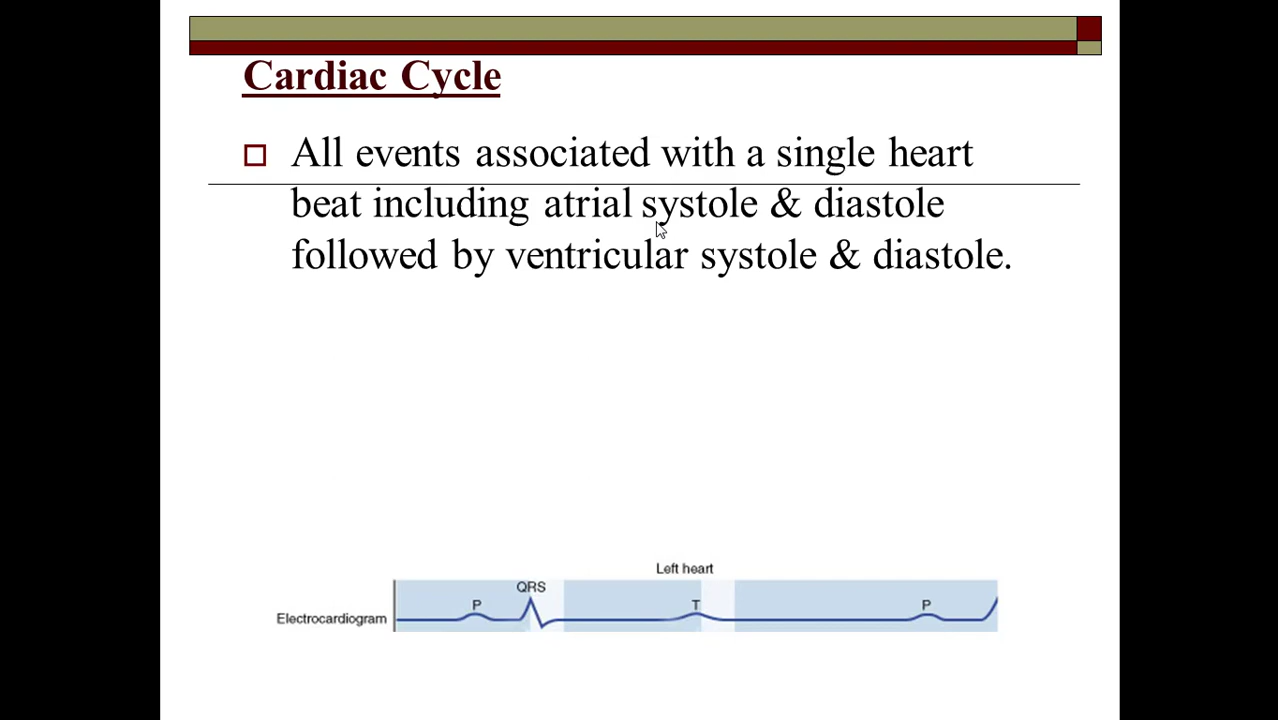 Cardiac Cycle
All events associated with a single heart
beat including atrial systole & diastole
followed by ventricular systole & diastole.
Left heart
QRS
P
T
P
Electrocardiogram